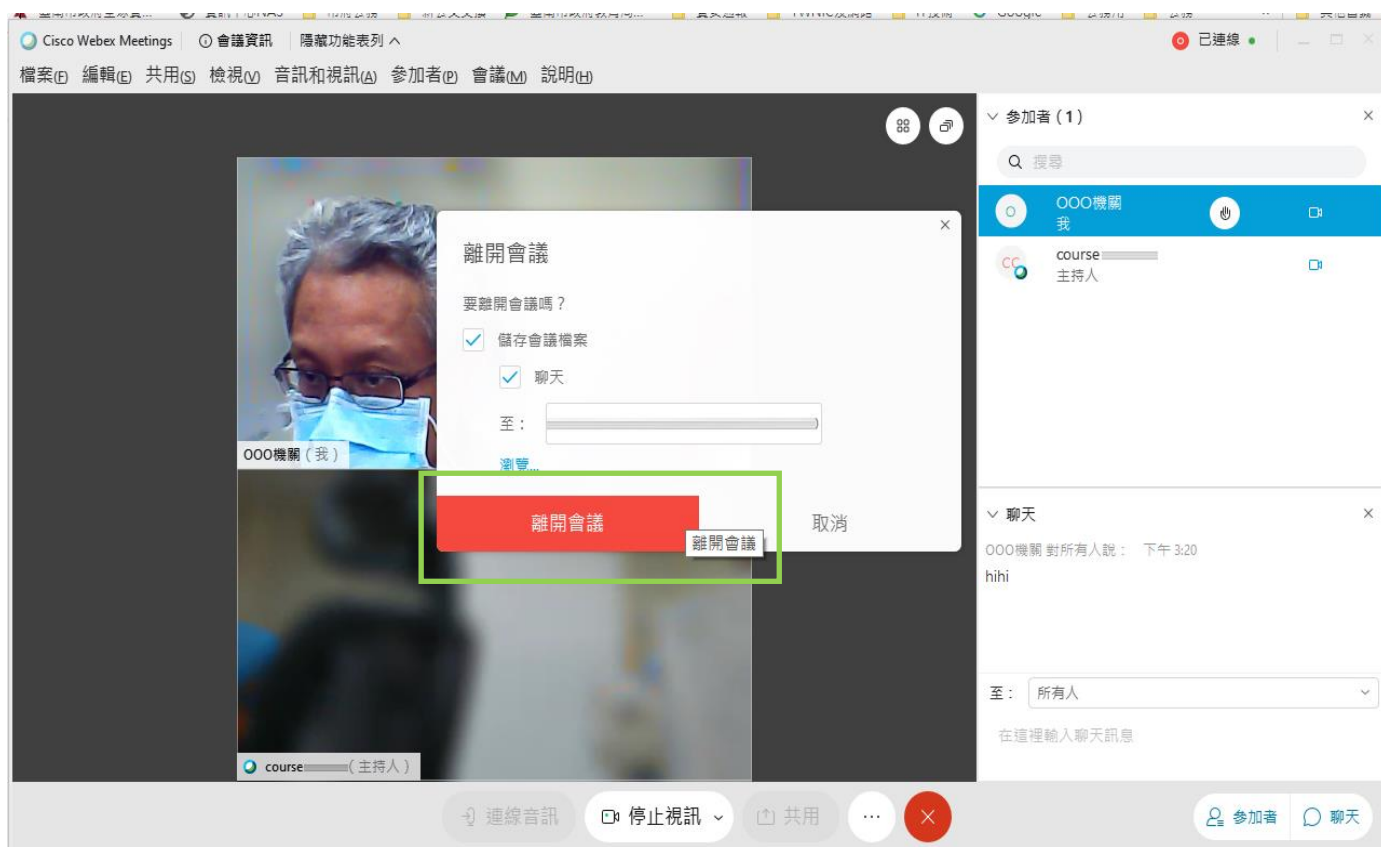 Google
Cisco Webex Meetings 會議資訊 隱藏功能表列
已連線
檔案(F) 編輯(E) 共用(S) 檢視(V) 音訊和視訊(A) 參加者(P) 會議(M) 說明(H)
參加者 (1)
搜尋
O
OOO機關
我
CC
course
主持人
離開會議
要離開會議嗎？
儲存會議檔案
聊天
至：
瀏覽...
離開會議
取消
離開會議
OOO機關 (我)
course (主持人)
聊天
OOO機關 對所有人說： 下午 3:20
hihi
至： 所有人
在這裡輸入聊天訊息
連線音訊 停止視訊 共用 ...
參加者 聊天